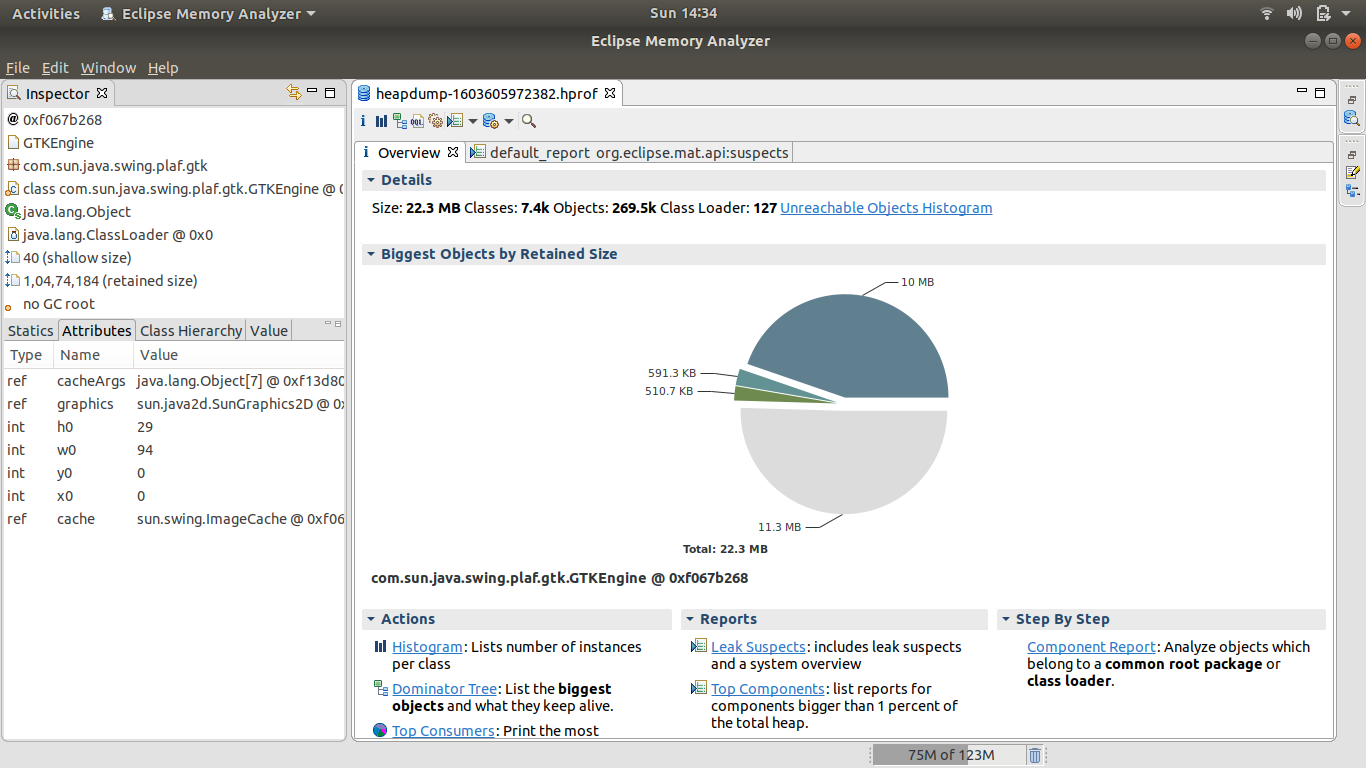 Activities Eclipse Memory Analyzer Sun 14:34
Eclipse Memory Analyzer
File Edit Window Help
Inspector
@ 0xf067b268
GTKEngine
com.sun.java.swing.plaf.gtk
class com.sun.java.swing.plaf.gtk.GTKEngine @ 0
java.lang.Object
java.lang.ClassLoader @ 0x0
40 (shallow size)
1,04,74,184 (retained size)
no GC root
Statics Attributes Class Hierarchy Value
Type Name Value
ref cacheArgs java.lang.Object[7] @ 0xf13d80
ref graphics sun.java2d.SunGraphics2D @ 0x
int h0 29
int w0 94
int y0 0
int x0 0
ref cache sun.swing.ImageCache @ 0xf06
heapdump-1603605972382.hprof
i OQL
i Overview default_report org.eclipse.mat.api:suspects
Details
Size: 22.3 MB Classes: 7.4k Objects: 269.5k Class Loader: 127 Unreachable Objects Histogram
Biggest Objects by Retained Size
10 MB
591.3 KB
510.7 KB
11.3 MB
Total: 22.3 MB
com.sun.java.swing.plaf.gtk.GTKEngine @ 0xf067b268
Actions
Histogram: Lists number of instances
per class
Dominator Tree: List the biggest
objects and what they keep alive.
Top Consumers: Print the most
Reports
Leak Suspects: includes leak suspects
and a system overview
Top Components: list reports for
components bigger than 1 percent of
the total heap.
Step By Step
Component Report: Analyze objects which
belong to a common root package or
class loader.
75M of 123M